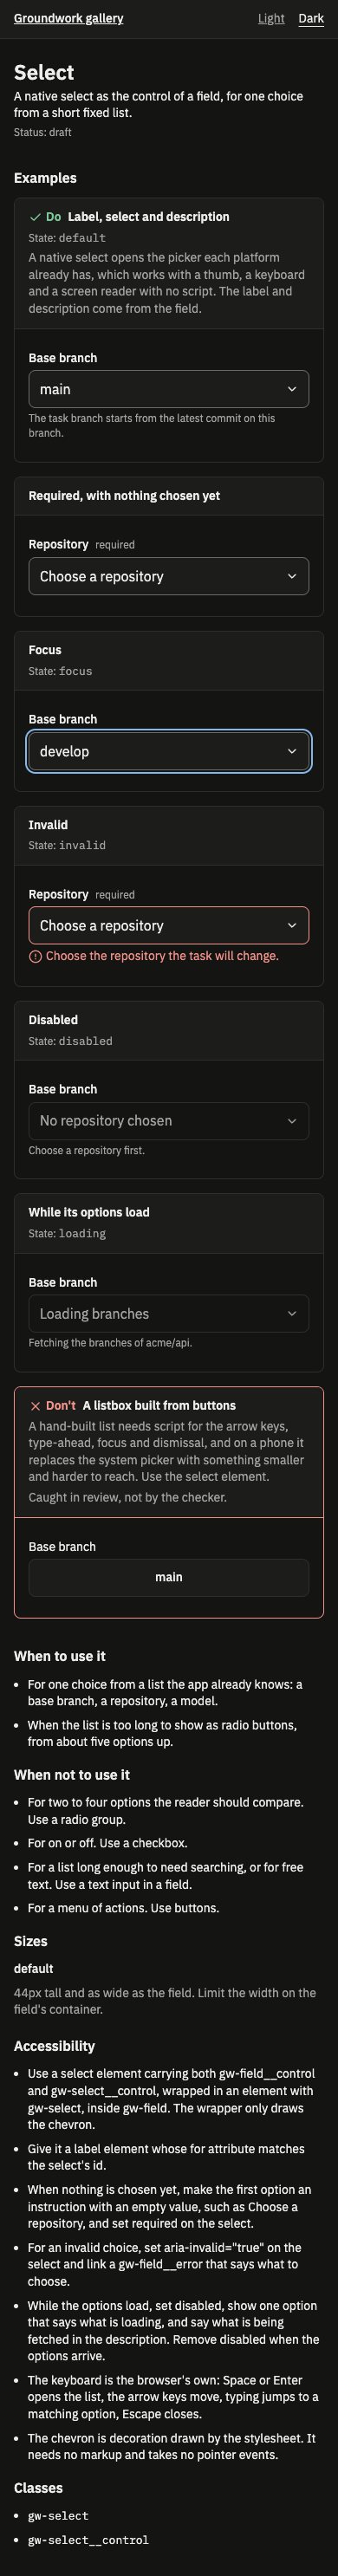 Groundwork gallery Light Dark
Select
A native select as the control of a field, for one choice
from a short fixed list.
Status: draft
Examples
Do Label, select and description
State: default
A native select opens the picker each platform
already has, which works with a thumb, a keyboard
and a screen reader with no script. The label and
description come from the field.
Base branch
main
The task branch starts from the latest commit on this
branch.
Required, with nothing chosen yet
Repository required
Choose a repository
Focus
State: focus
Base branch
develop
Invalid
State: invalid
Repository required
Choose a repository
Choose the repository the task will change.
Disabled
State: disabled
Base branch
No repository chosen
Choose a repository first.
While its options load
State: loading
Base branch
Loading branches
Fetching the branches of acme/api.
Don't A listbox built from buttons
A hand-built list needs script for the arrow keys,
type-ahead, focus and dismissal, and on a phone it
replaces the system picker with something smaller
and harder to reach. Use the select element.
Caught in review, not by the checker.
Base branch
main
When to use it
• For one choice from a list the app already knows: a
base branch, a repository, a model.
• When the list is too long to show as radio buttons,
from about five options up.
When not to use it
• For two to four options the reader should compare.
Use a radio group.
• For on or off. Use a checkbox.
• For a list long enough to need searching, or for free
text. Use a text input in a field.
• For a menu of actions. Use buttons.
Sizes
default
44px tall and as wide as the field. Limit the width on the
field's container.
Accessibility
• Use a select element carrying both gw-field__control
and gw-select__control, wrapped in an element with
gw-select, inside gw-field. The wrapper only draws
the chevron.
• Give it a label element whose for attribute matches
the select's id.
• When nothing is chosen yet, make the first option an
instruction with an empty value, such as Choose a
repository, and set required on the select.
• For an invalid choice, set aria-invalid="true" on the
select and link a gw-field__error that says what to
choose.
• While the options load, set disabled, show one option
that says what is loading, and say what is being
fetched in the description. Remove disabled when the
options arrive.
• The keyboard is the browser's own: Space or Enter
opens the list, the arrow keys move, typing jumps to a
matching option, Escape closes.
• The chevron is decoration drawn by the stylesheet. It
needs no markup and takes no pointer events.
Classes
• gw-select
• gw-select__control